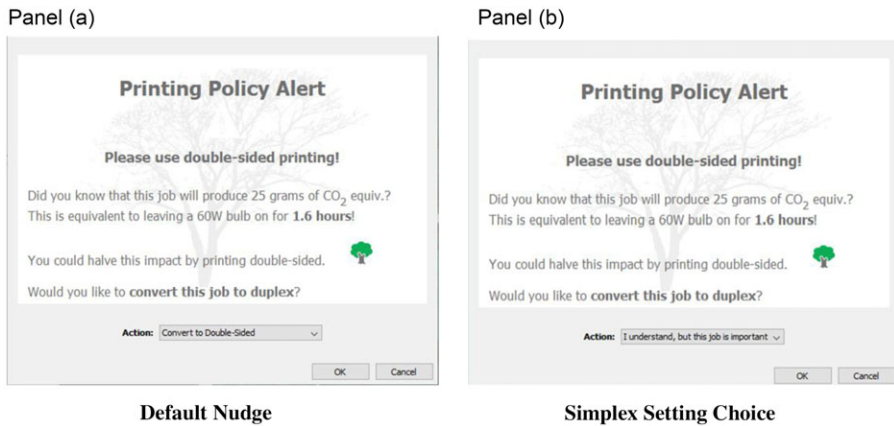 Panel (a)
Printing Policy Alert
Please use double-sided printing!
Did you know that this job will produce 25 grams of CO₂ equiv.?
This is equivalent to leaving a 60W bulb on for 1.6 hours!
You could halve this impact by printing double-sided.
Would you like to convert this job to duplex?
Action: Convert to Double-Sided
OK Cancel
Default Nudge
Panel (b)
Printing Policy Alert
Please use double-sided printing!
Did you know that this job will produce 25 grams of CO₂ equiv.?
This is equivalent to leaving a 60W bulb on for 1.6 hours!
You could halve this impact by printing double-sided.
Would you like to convert this job to duplex?
Action: I understand, but this job is important
OK Cancel
Simplex Setting Choice